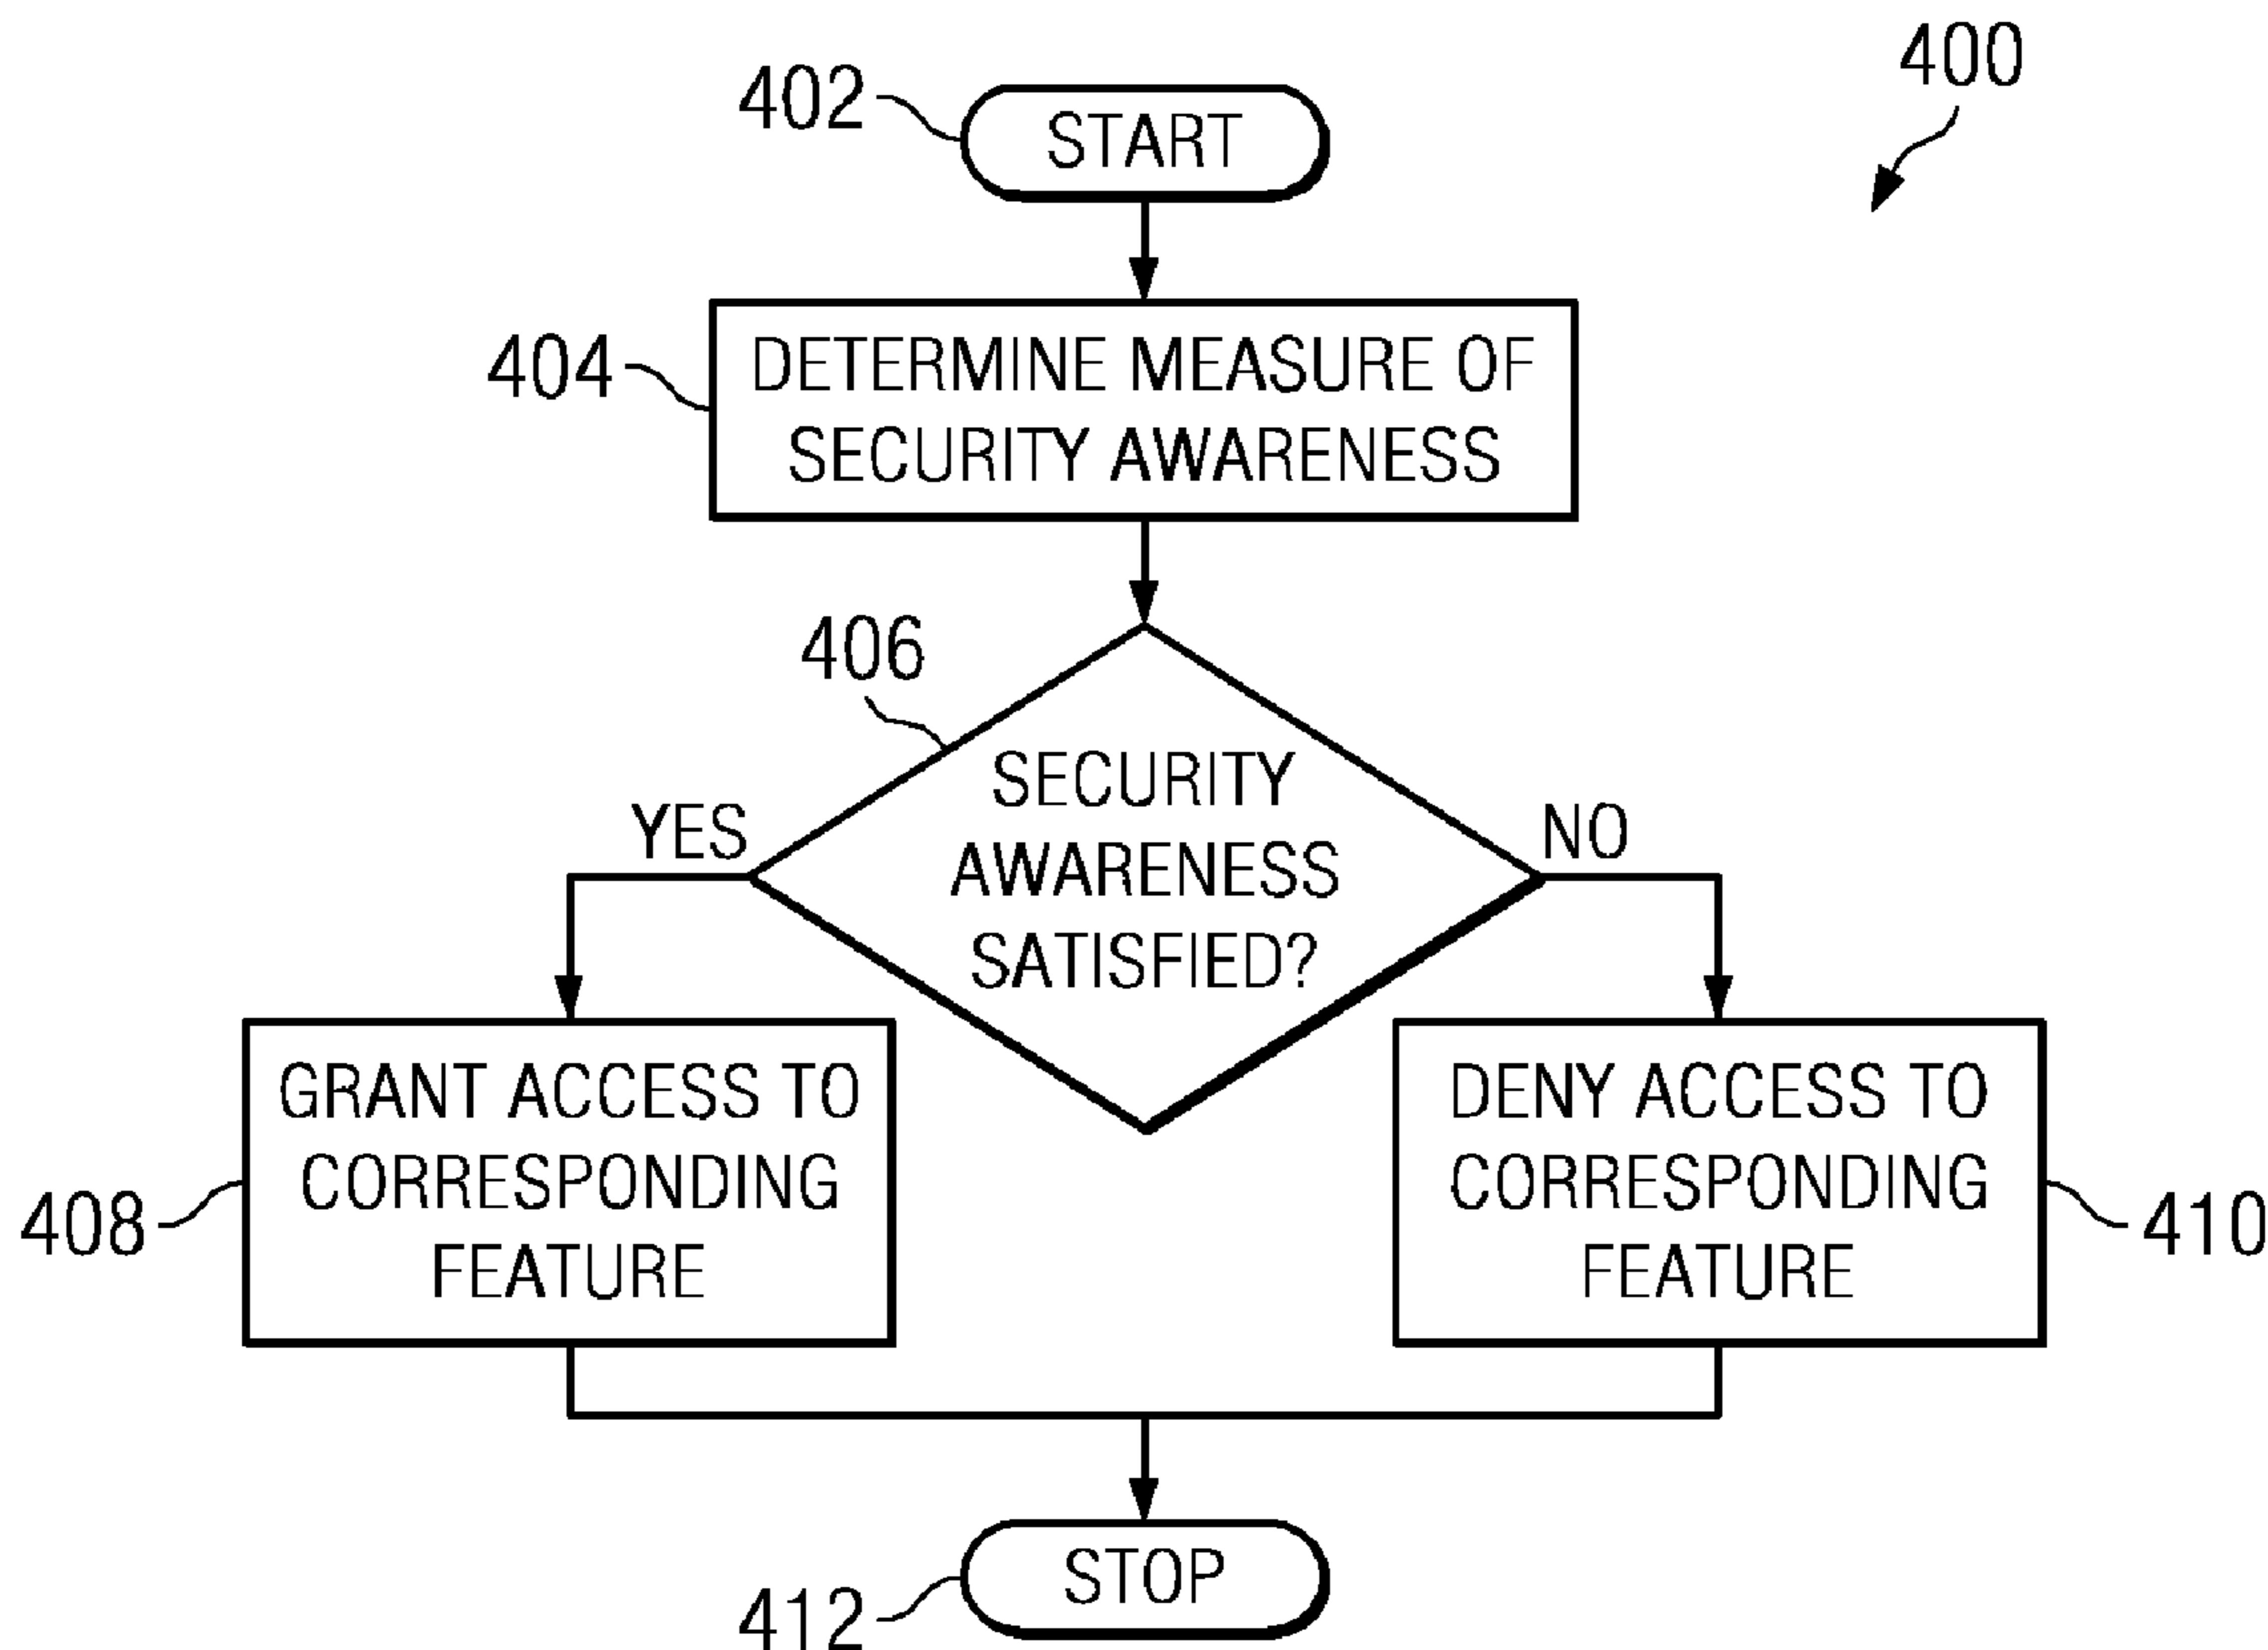 400
402
START
404
DETERMINE MEASURE OF
SECURITY AWARENESS
406
SECURITY
AWARENESS
SATISFIED?
YES
NO
GRANT ACCESS TO
CORRESPONDING
FEATURE
408
DENY ACCESS TO
CORRESPONDING
FEATURE
410
STOP
412